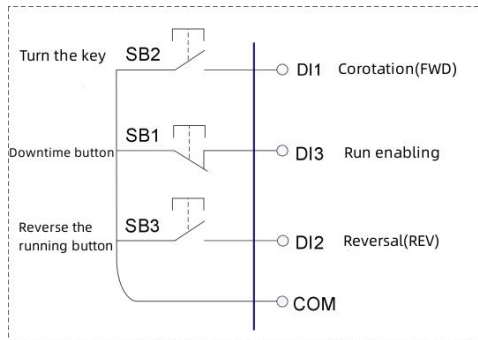 Turn the key SB2 DI1 Corotation(FWD)
Downtime button SB1 DI3 Run enabling
Reverse the
running button SB3 DI2 Reversal(REV)
COM